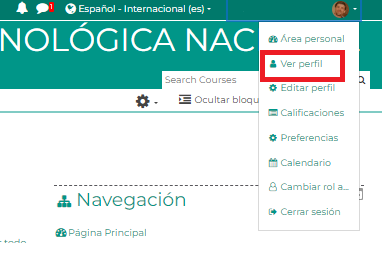 1
Español - Internacional (es)
NOLÓGICA NAC
Área personal
Ver perfil
Search Courses
Editar perfil
Ocultar bloqu
Calificaciones
Preferencias
Calendario
Cambiar rol a...
Navegación
Cerrar sesión
Página Principal
r todo